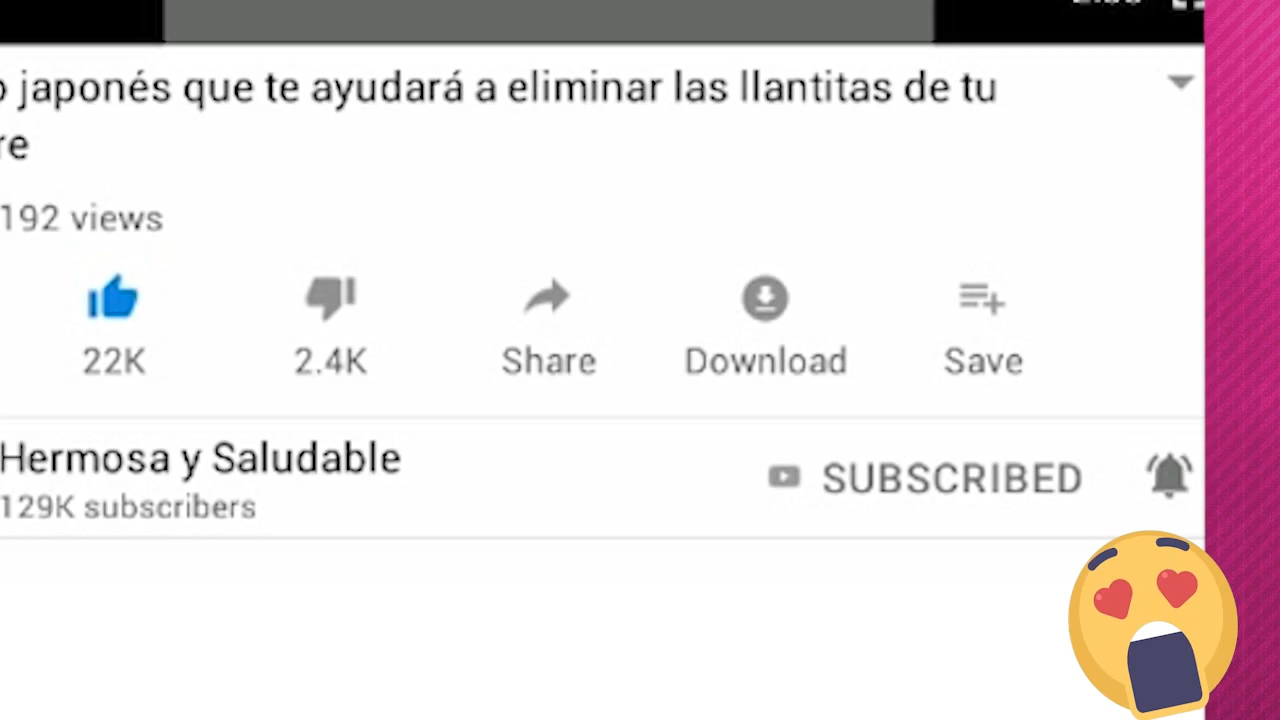 japonés que te ayudará a eliminar las llantitas de tu
192 views
22K
2.4K
Share
Download
Save
Hermosa y Saludable
129K subscribers
SUBSCRIBED